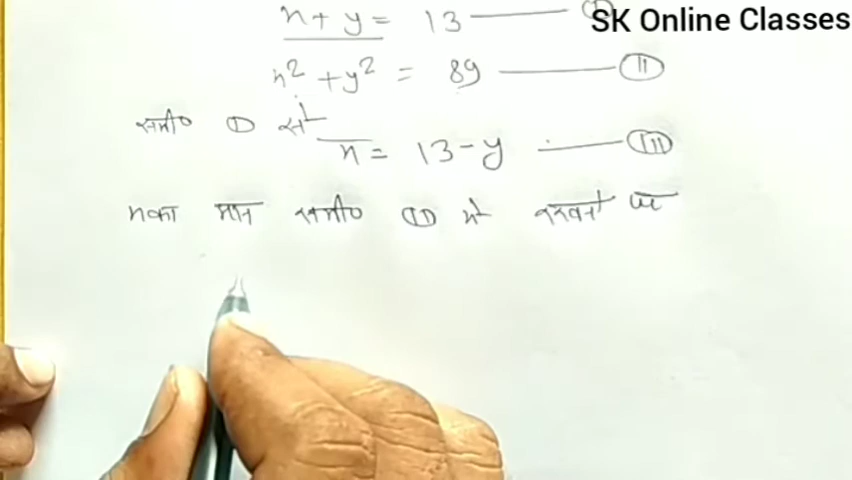 SK Online Classes
x + y = 13 ——
x² + y² = 89 —— (II)
समी० (I) से
x = 13 - y —— (III)
x का मान समी० (II) में रखने पर